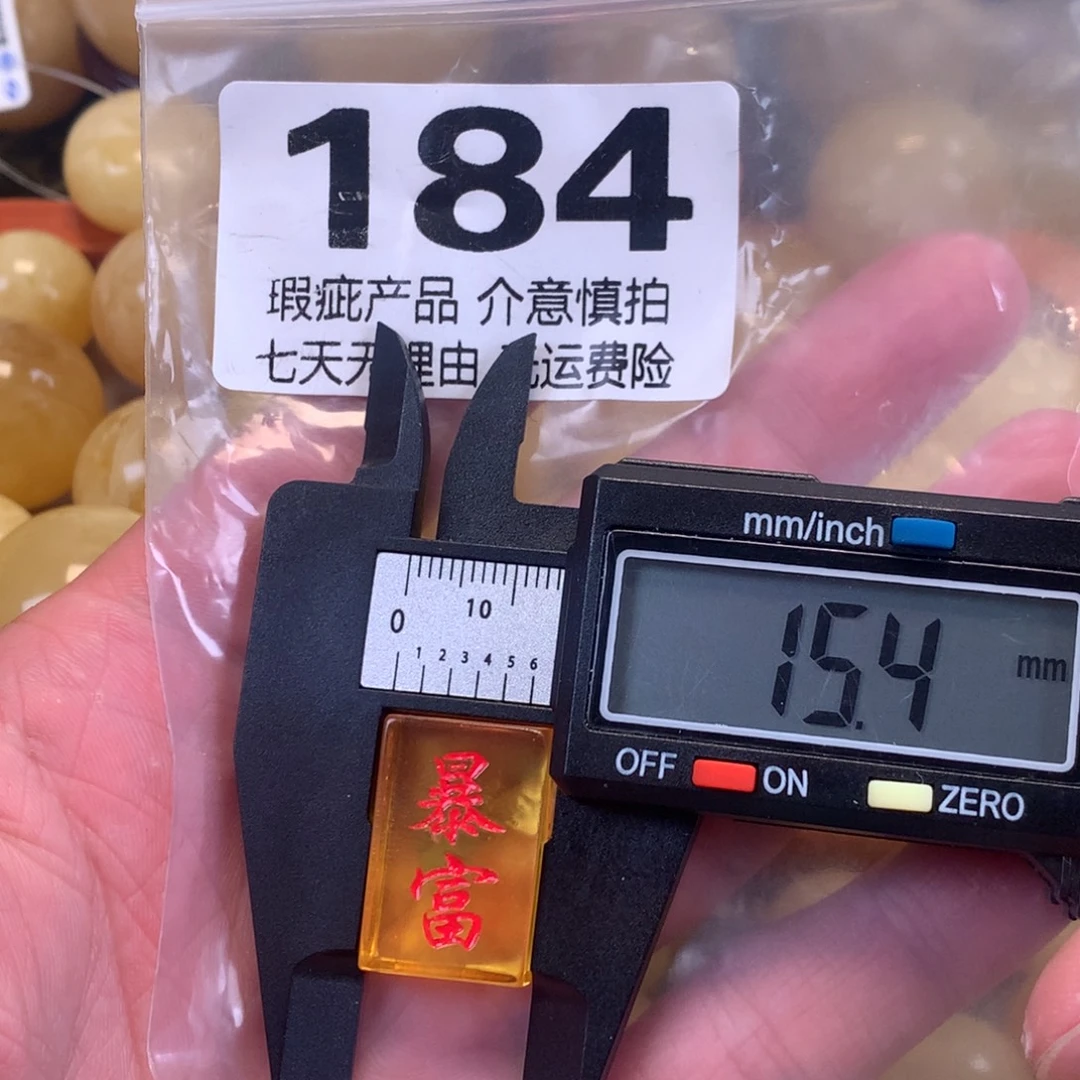 184
瑕疵产品 介意慎拍
七天无理由 运费险
mm/inch
0 10
1 2 3 4 5 6
15.4 mm
OFF ON ZERO
暴
富